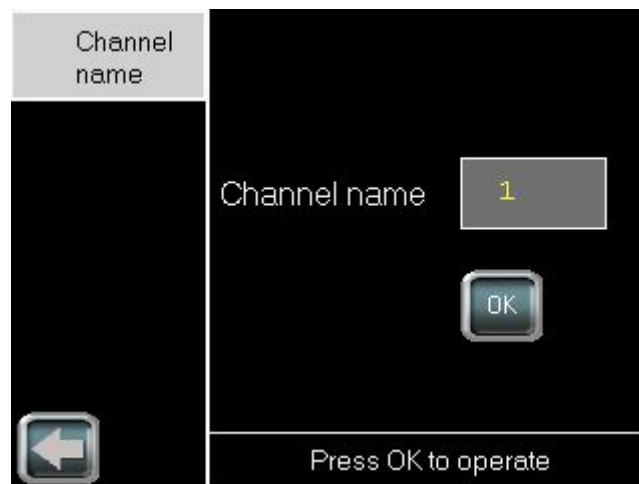 Channel
name
Channel name 1
OK
Press OK to operate